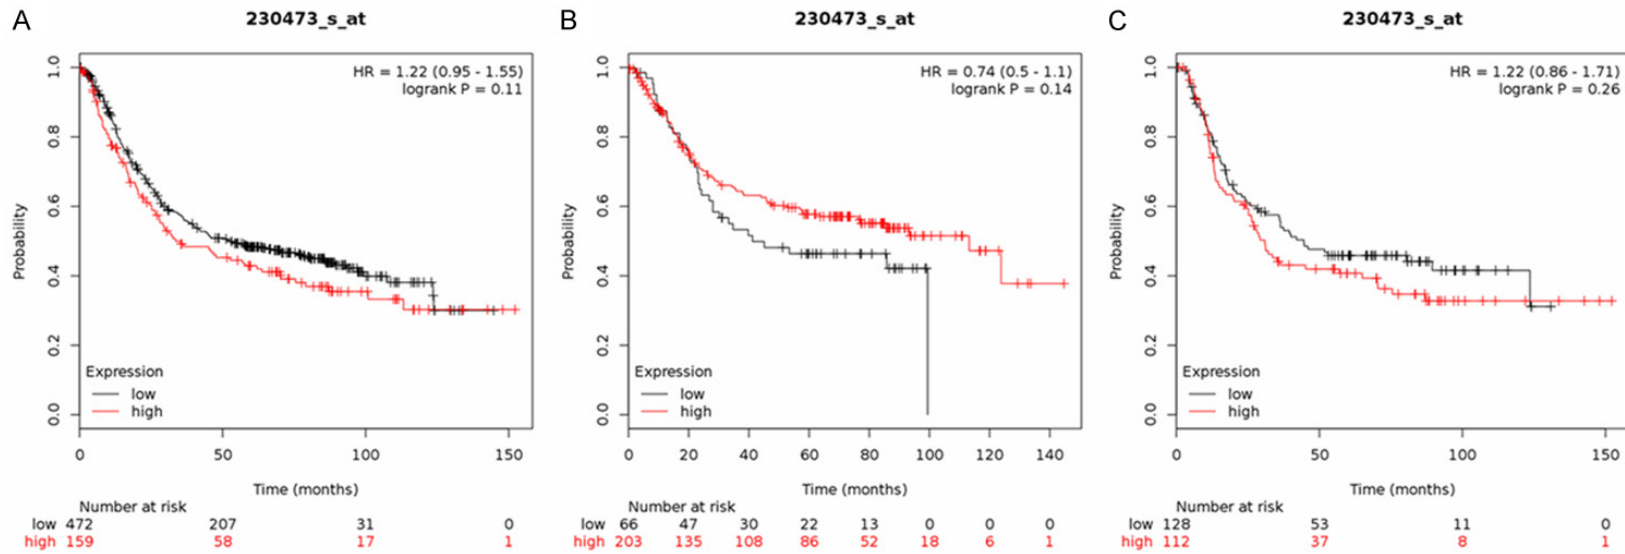 A
230473_s_at
HR = 1.22 (0.95 - 1.55)
logrank P = 0.11
Probability
1.0
0.8
0.6
0.4
0.2
0.0
Expression
low
high
0 50 100 150
Time (months)
Number at risk
low 472 207 31 0
high 159 58 17 1
B
230473_s_at
HR = 0.74 (0.5 - 1.1)
logrank P = 0.14
Probability
1.0
0.8
0.6
0.4
0.2
0.0
Expression
low
high
0 20 40 60 80 100 120 140
Time (months)
Number at risk
low 66 47 30 22 13 0 0 0
high 203 135 108 86 52 18 6 1
C
230473_s_at
HR = 1.22 (0.86 - 1.71)
logrank P = 0.26
Probability
1.0
0.8
0.6
0.4
0.2
0.0
Expression
low
high
0 50 100 150
Time (months)
Number at risk
low 128 53 11 0
high 112 37 8 1